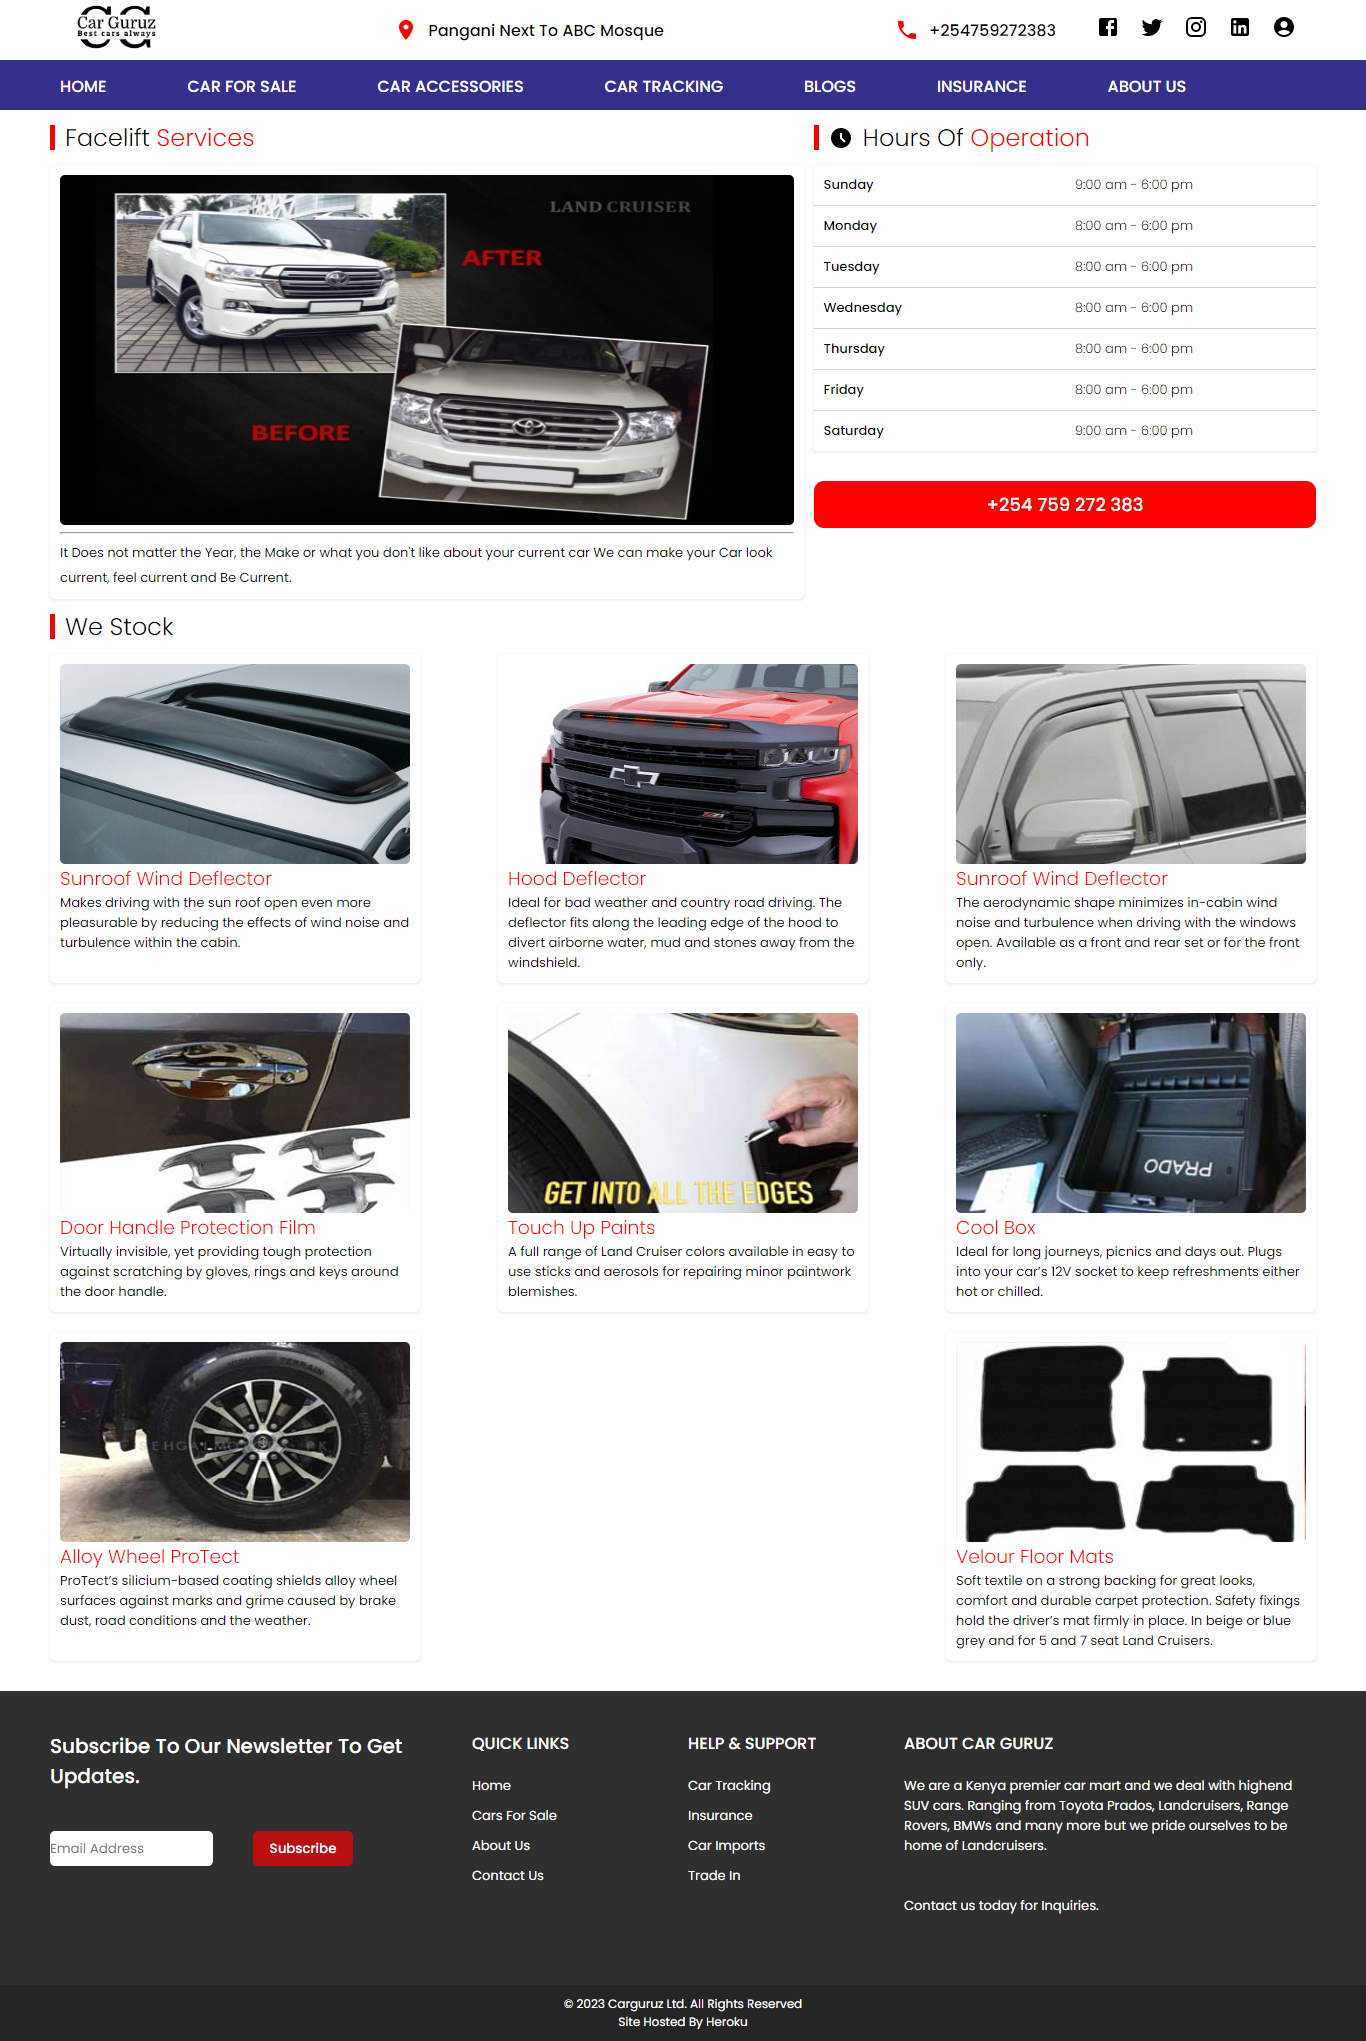 Car Guruz
Best cars always
Pangani Next To ABC Mosque
+254759272383
HOME
CAR FOR SALE
CAR ACCESSORIES
CAR TRACKING
BLOGS
INSURANCE
ABOUT US
Facelift Services
LAND CRUISER
AFTER
BEFORE
It Does not matter the Year, the Make or what you don't like about your current car We can make your Car look
current, feel current and Be Current.
Hours Of Operation
Sunday 9:00 am - 6:00 pm
Monday 8:00 am - 6:00 pm
Tuesday 8:00 am - 6:00 pm
Wednesday 8:00 am - 6:00 pm
Thursday 8:00 am - 6:00 pm
Friday 8:00 am - 6:00 pm
Saturday 9:00 am - 6:00 pm
+254 759 272 383
We Stock
Sunroof Wind Deflector
Makes driving with the sun roof open even more
pleasurable by reducing the effects of wind noise and
turbulence within the cabin.
Hood Deflector
Ideal for bad weather and country road driving. The
deflector fits along the leading edge of the hood to
divert airborne water, mud and stones away from the
windshield.
Sunroof Wind Deflector
The aerodynamic shape minimizes in-cabin wind
noise and turbulence when driving with the windows
open. Available as a front and rear set or for the front
only.
Door Handle Protection Film
Virtually invisible, yet providing tough protection
against scratching by gloves, rings and keys around
the door handle.
GET INTO ALL THE EDGES
Touch Up Paints
A full range of Land Cruiser colors available in easy to
use sticks and aerosols for repairing minor paintwork
blemishes.
PRADO
Cool Box
Ideal for long journeys, picnics and days out. Plugs
into your car’s 12V socket to keep refreshments either
hot or chilled.
TERRAIN
Alloy Wheel ProTect
ProTect’s silicium-based coating shields alloy wheel
surfaces against marks and grime caused by brake
dust, road conditions and the weather.
Velour Floor Mats
Soft textile on a strong backing for great looks,
comfort and durable carpet protection. Safety fixings
hold the driver’s mat firmly in place. In beige or blue
grey and for 5 and 7 seat Land Cruisers.
Subscribe To Our Newsletter To Get
Updates.
Email Address
Subscribe
QUICK LINKS
Home
Cars For Sale
About Us
Contact Us
HELP & SUPPORT
Car Tracking
Insurance
Car Imports
Trade In
ABOUT CAR GURUZ
We are a Kenya premier car mart and we deal with highend
SUV cars. Ranging from Toyota Prados, Landcruisers, Range
Rovers, BMWs and many more but we pride ourselves to be
home of Landcruisers.
Contact us today for Inquiries.
© 2023 Carguruz Ltd. All Rights Reserved
Site Hosted By Heroku